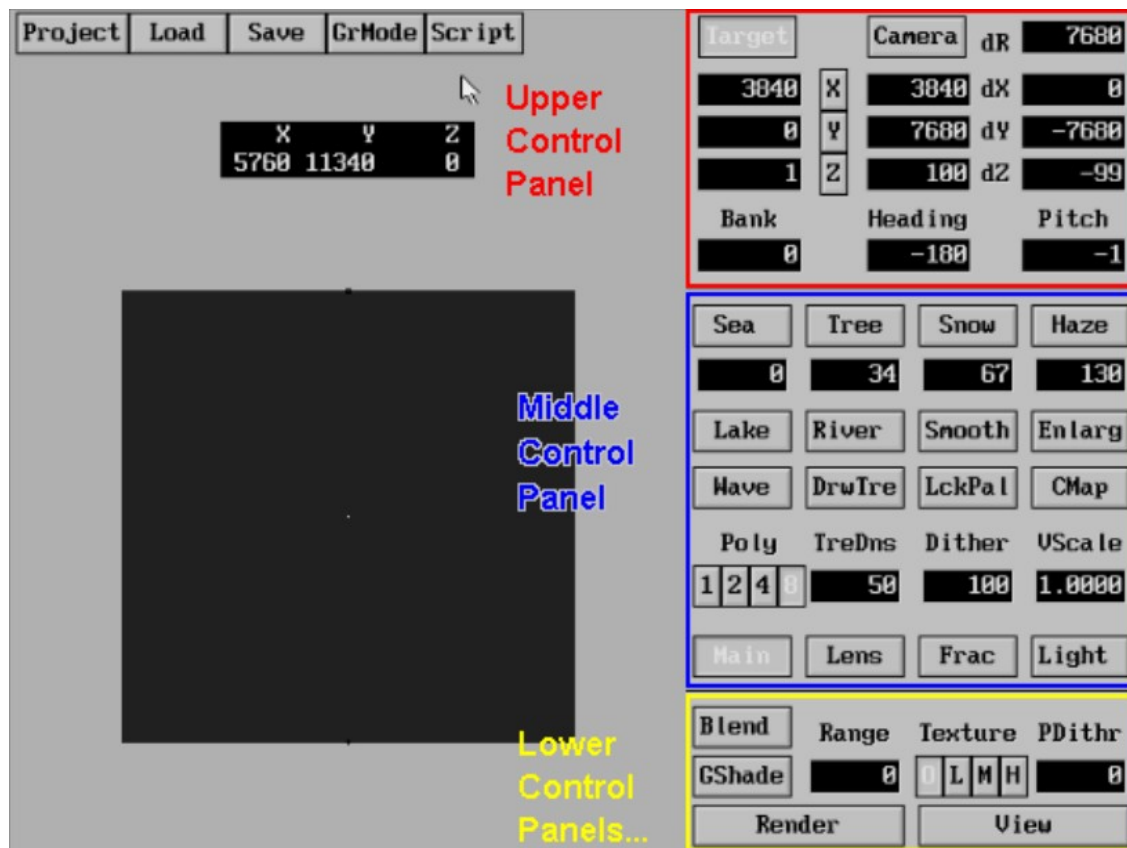 Project Load Save GrMode Script
X Y Z
5760 11340 0
Upper
Control
Panel
Target Camera dR 7680
3840 X 3840 dX 0
0 Y 7680 dY -7680
1 Z 100 dZ -99
Bank Heading Pitch
0 -180 -1
Middle
Control
Panel
Sea Tree Snow Haze
0 34 67 130
Lake River Smooth Enlarg
Wave DrwTre LckPal CMap
Poly TreDns Dither VScale
1 2 4 8 50 100 1.0000
Main Lens Frac Light
Lower
Control
Panels...
Blend Range Texture PDithr
GShade 0 O L M H 0
Render View